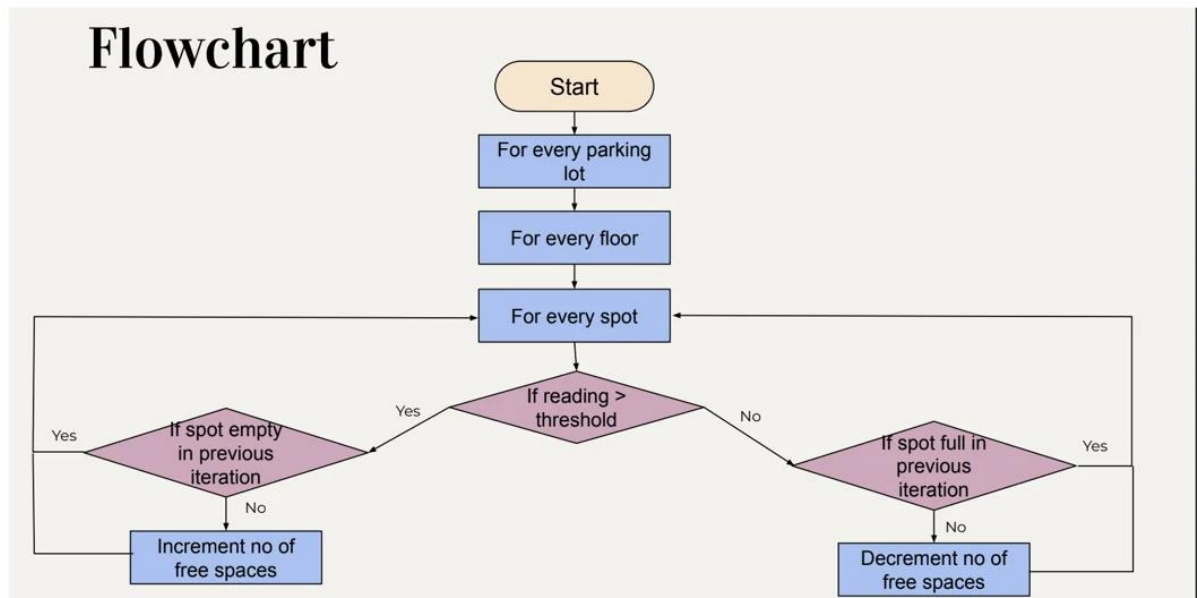 Flowchart
Start
For every parking
lot
For every floor
For every spot
If reading >
threshold
Yes
No
Yes
If spot empty
in previous
iteration
No
Increment no of
free spaces
If spot full in
previous
iteration
Yes
No
Decrement no of
free spaces